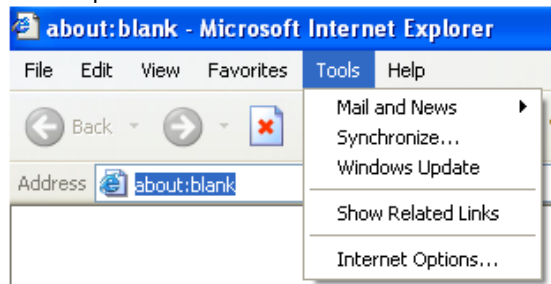 about:blank - Microsoft Internet Explorer
File Edit View Favorites Tools Help
Back
Mail and News
Synchronize...
Windows Update
Address about:blank
Show Related Links
Internet Options...